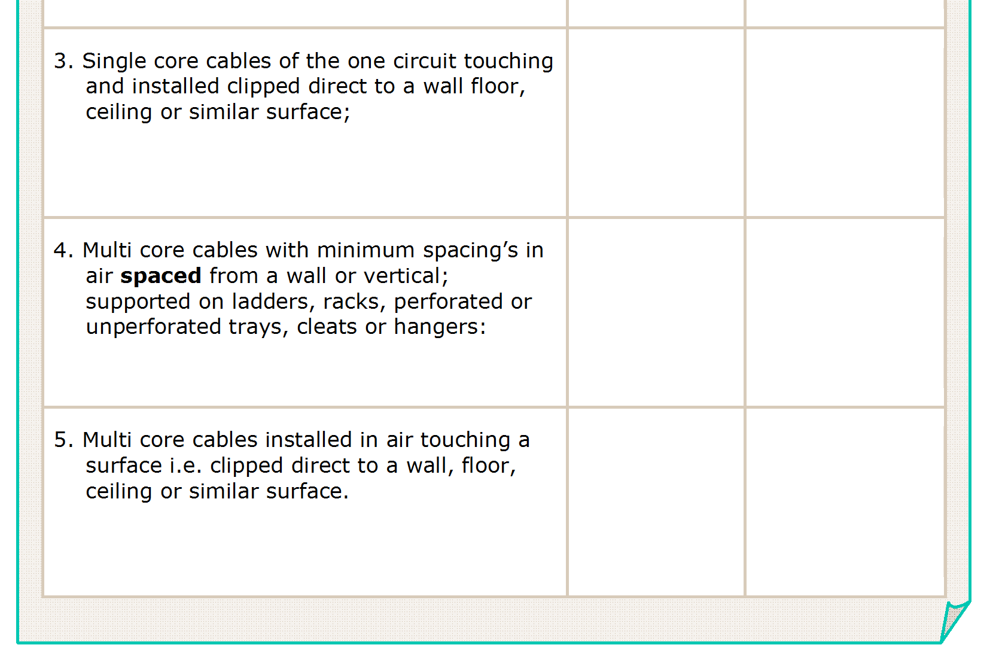 3. Single core cables of the one circuit touching
and installed clipped direct to a wall floor,
ceiling or similar surface;
4. Multi core cables with minimum spacing’s in
air spaced from a wall or vertical;
supported on ladders, racks, perforated or
unperforated trays, cleats or hangers:
5. Multi core cables installed in air touching a
surface i.e. clipped direct to a wall, floor,
ceiling or similar surface.